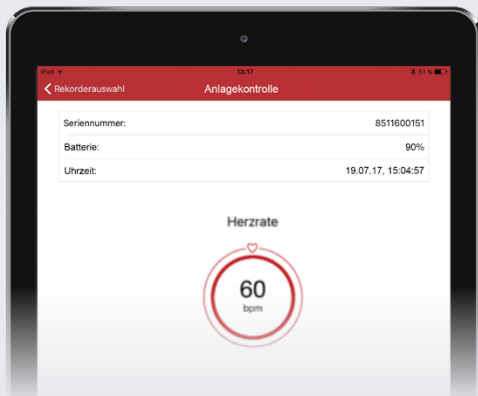 iPad 13:17 51 %
Rekorderauswahl Anlagekontrolle
Seriennummer: 8511600151
Batterie: 90%
Uhrzeit: 19.07.17, 15:04:57
Herzrate
60
bpm